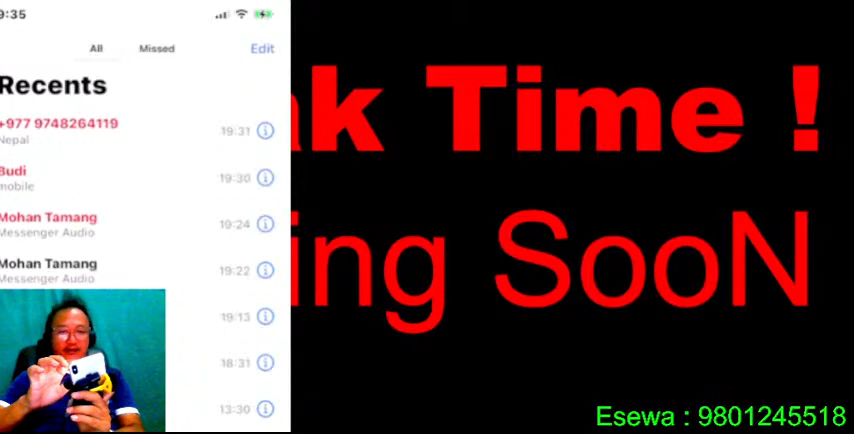 9:35
All Missed Edit
Recents
+977 9748264119
Nepal
19:31
Budi
mobile
19:30
Mohan Tamang
Messenger Audio
19:24
Mohan Tamang
Messenger Audio
19:22
19:13
18:31
13:30
ak Time !
ing SooN
Esewa : 9801245518